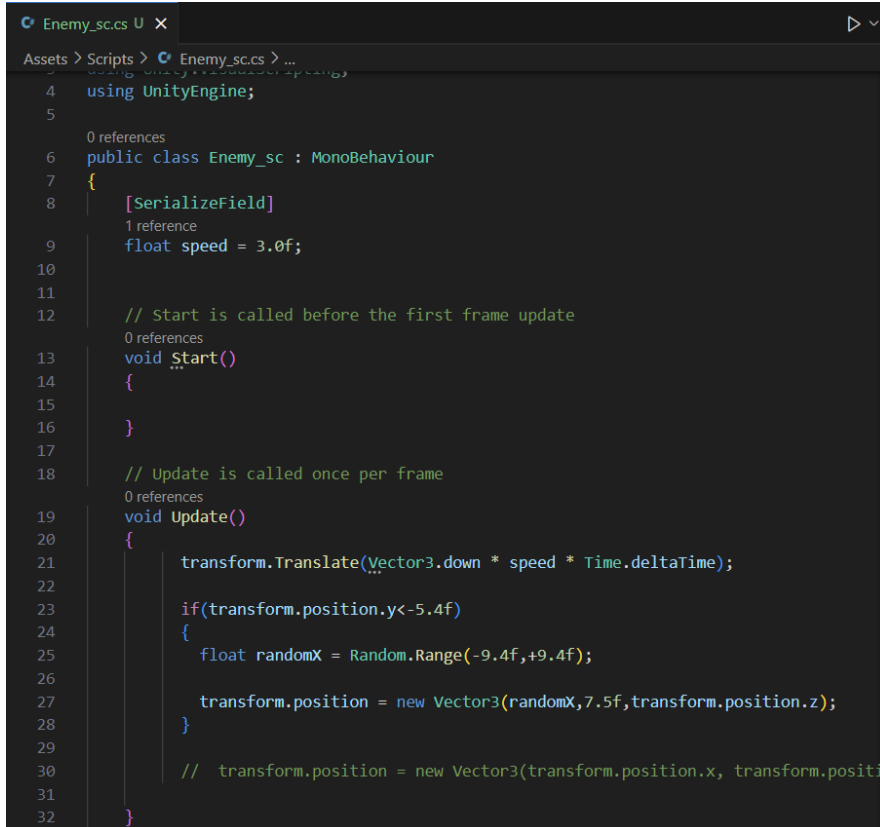 Enemy_sc.cs U ×
Assets > Scripts > Enemy_sc.cs > ...
4 using UnityEngine;
5
0 references
6 public class Enemy_sc : MonoBehaviour
7 {
8 [SerializeField]
1 reference
9 float speed = 3.0f;
10
11
12 // Start is called before the first frame update
0 references
13 void Start()
14 {
15
16 }
17
18 // Update is called once per frame
0 references
19 void Update()
20 {
21 transform.Translate(Vector3.down * speed * Time.deltaTime);
22
23 if(transform.position.y<-5.4f)
24 {
25 float randomX = Random.Range(-9.4f,+9.4f);
26
27 transform.position = new Vector3(randomX,7.5f,transform.position.z);
28 }
29
30 //  transform.position = new Vector3(transform.position.x, transform.positi
31
32 }